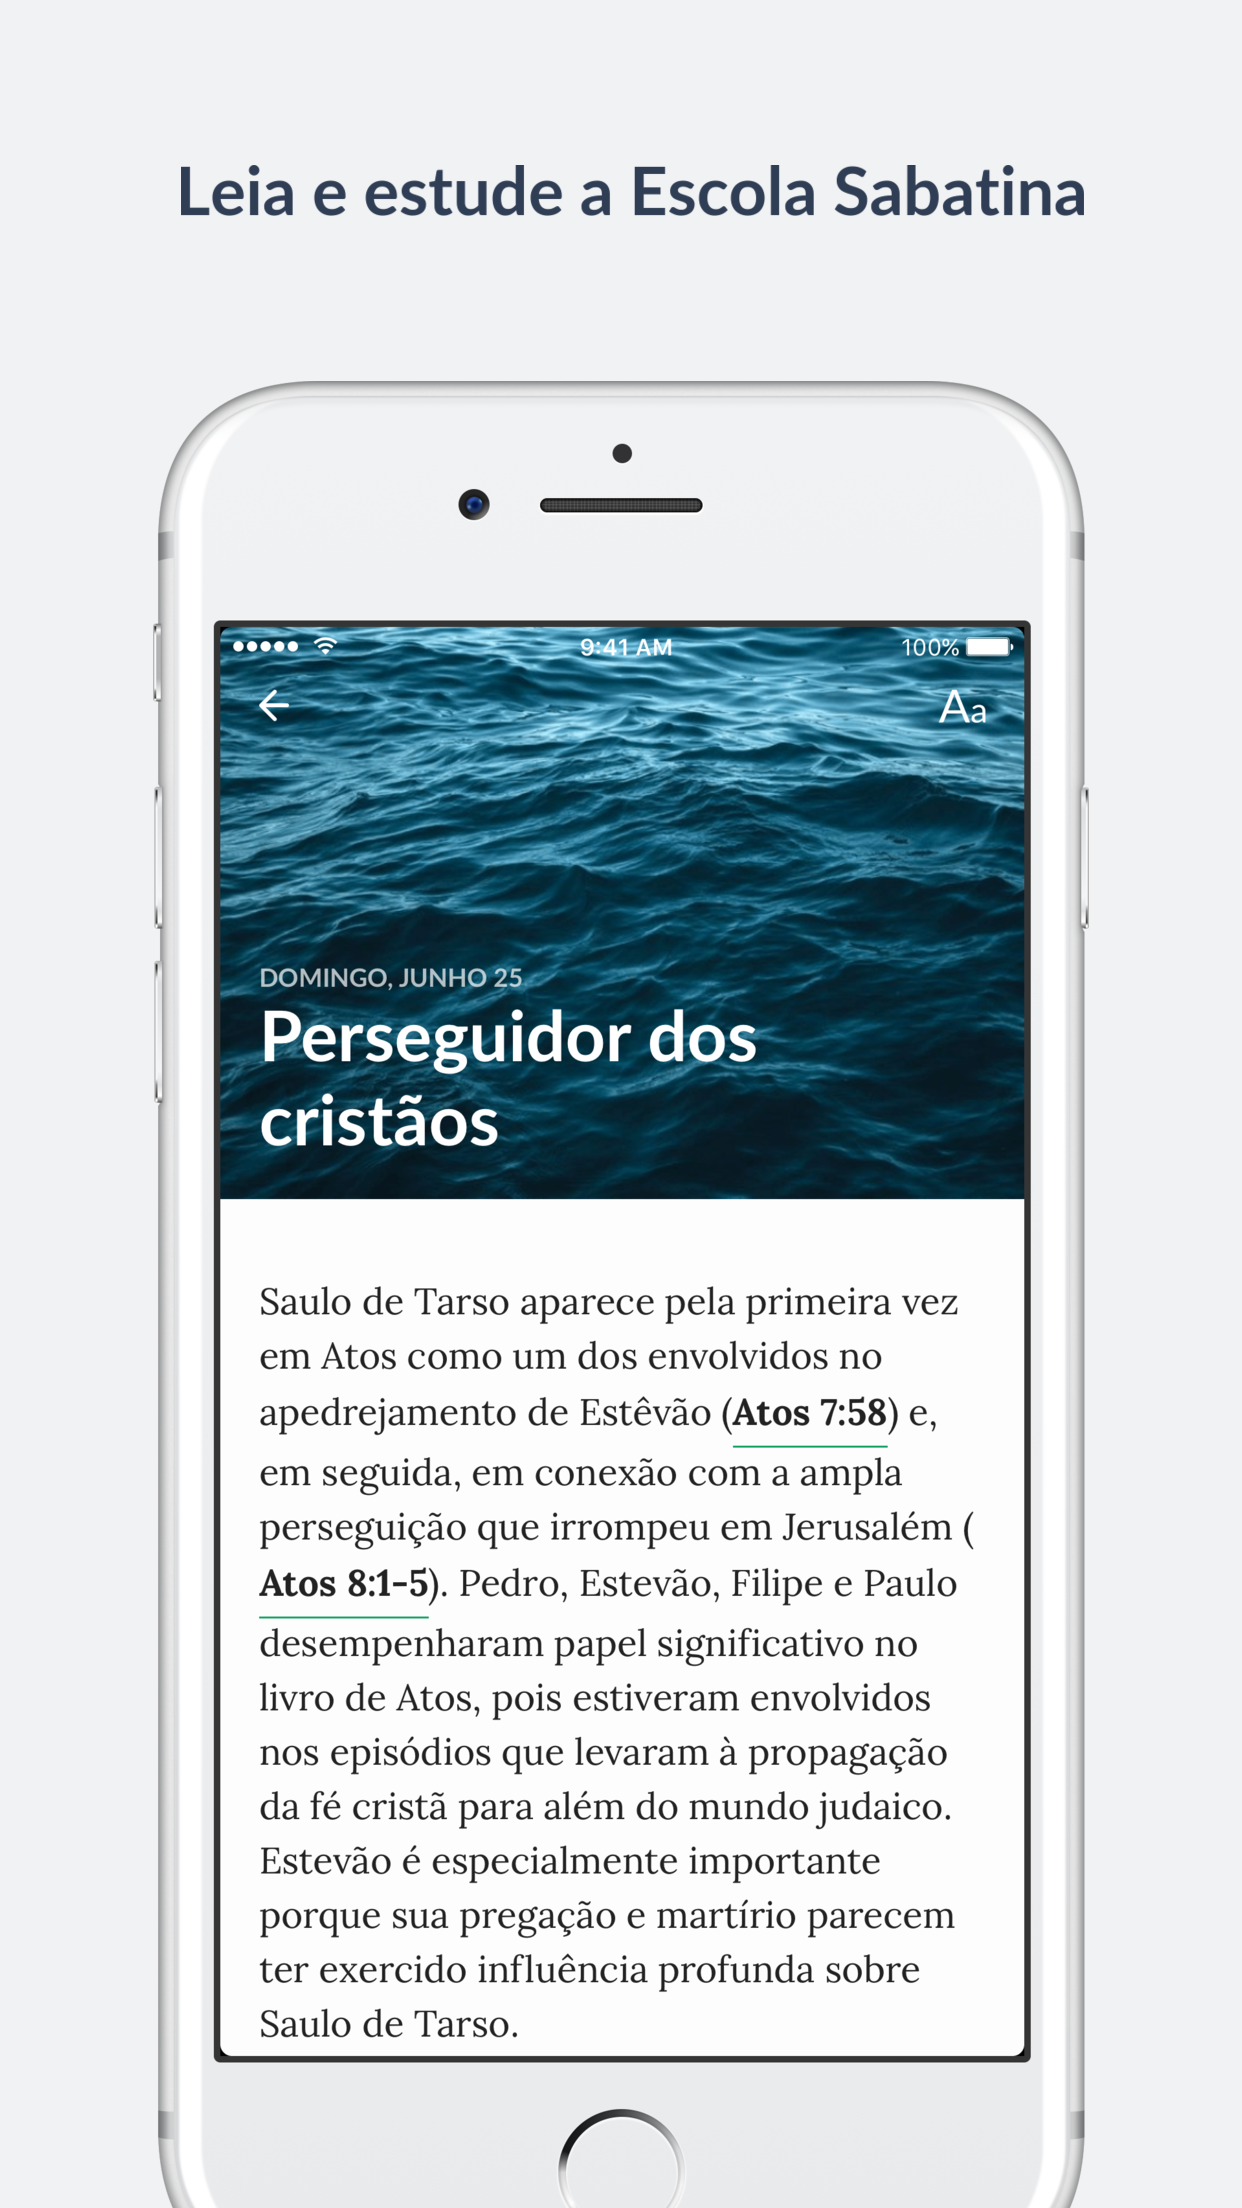 Leia e estude a Escola Sabatina
9:41 AM
100%
Aa
DOMINGO, JUNHO 25
Perseguidor dos
cristãos
Saulo de Tarso aparece pela primeira vez
em Atos como um dos envolvidos no
apedrejamento de Estêvão (Atos 7:58) e,
em seguida, em conexão com a ampla
perseguição que irrompeu em Jerusalém (
Atos 8:1-5). Pedro, Estevão, Filipe e Paulo
desempenharam papel significativo no
livro de Atos, pois estiveram envolvidos
nos episódios que levaram à propagação
da fé cristã para além do mundo judaico.
Estevão é especialmente importante
porque sua pregação e martírio parecem
ter exercido influência profunda sobre
Saulo de Tarso.